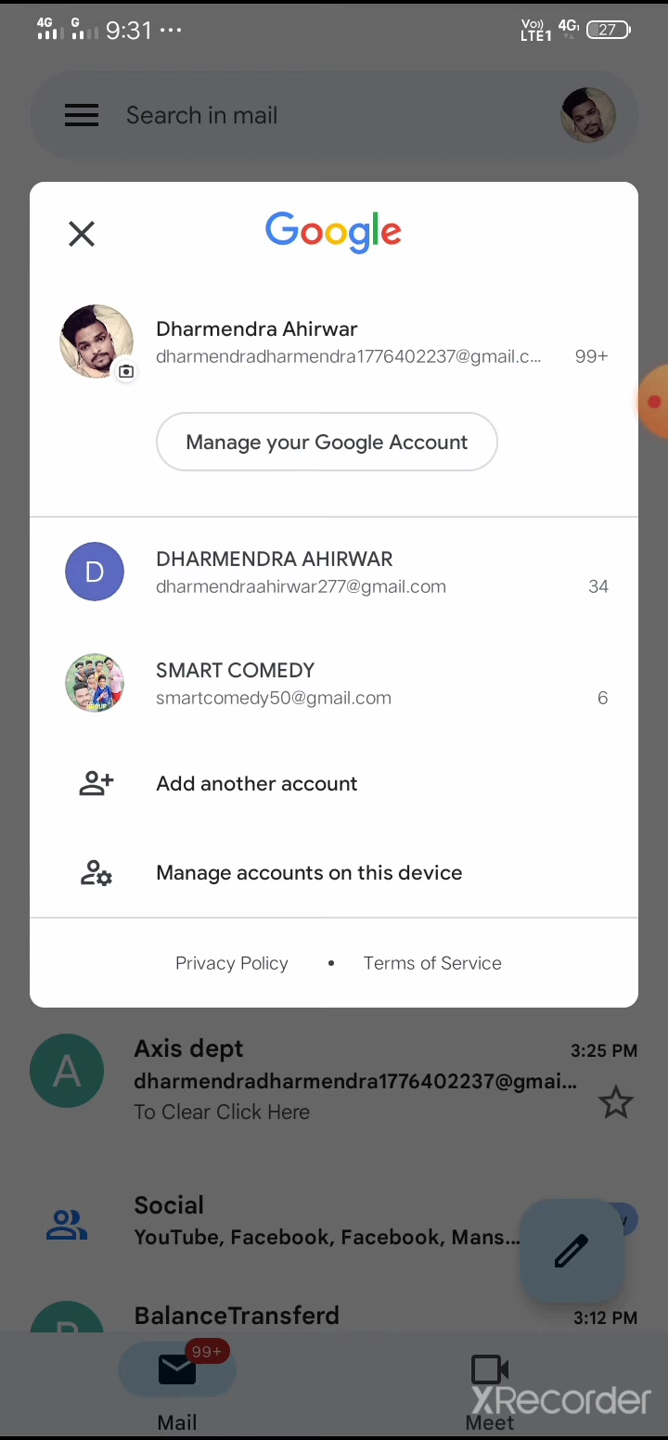 4G G 9:31 ••• Vo)) LTE1 4G 27
Search in mail
Google
Dharmendra Ahirwar
dharmendradharmendra1776402237@gmail.c... 99+
Manage your Google Account
D DHARMENDRA AHIRWAR
dharmendraahirwar277@gmail.com 34
SMART COMEDY
smartcomedy50@gmail.com 6
Add another account
Manage accounts on this device
Privacy Policy • Terms of Service
A Axis dept 3:25 PM
dharmendradharmendra1776402237@gmai...
To Clear Click Here
Social
YouTube, Facebook, Facebook, Mans...
BalanceTransferd 3:12 PM
99+
Mail Meet
XRecorder